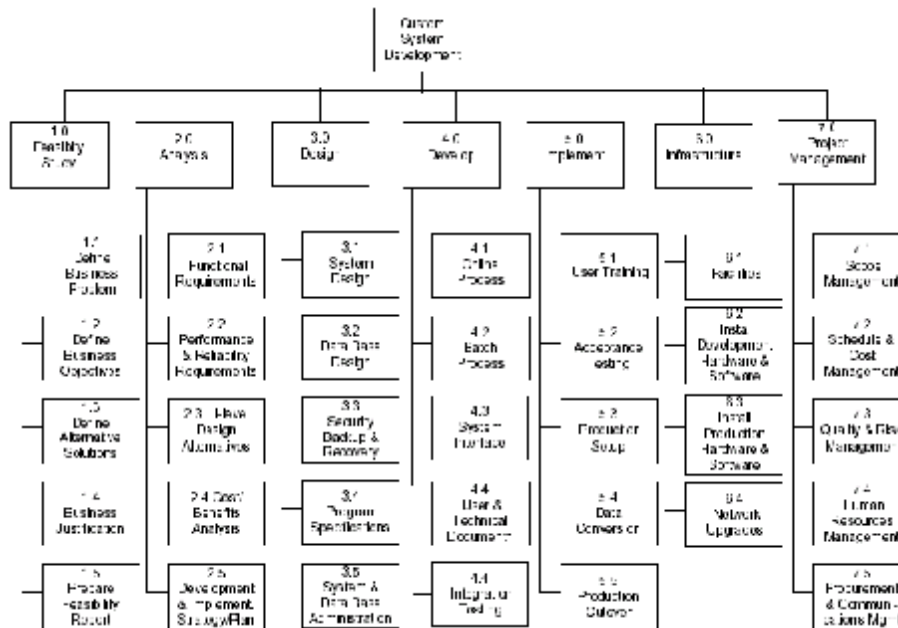 Custom
System
Development
1.0
Feasiblity
Study
2.0
Analysis
3.0
Design
4.0
Develop
5.0
Implement
6.0
Infrastructure
7.0
Project
Management
1.1
Define
Business
Problem
2.1
Functional
Requirements
3.1
System
Design
4.1
Online
Process
5.1
User Training
6.1
Facilities
7.1
Scope
Management
1.2
Define
Business
Objectives
2.2
Performance
& Reliability
Requirements
3.2
Data Base
Design
4.2
Batch
Process
5.2
Acceptance
Testing
6.2
Install
Development
Hardware &
Software
7.2
Schedule &
Cost
Management
1.3
Define
Alternative
Solutions
2.3
Design
Alternatives
3.3
Security
Backup &
Recovery
4.3
System
Interface
5.3
Production
Setup
6.3
Install
Production
Hardware &
Software
7.3
Quality & Risk
Management
1.4
Business
Justification
2.4 Cost/
Benefits
Analysis
3.4
Program
Specifications
4.4
User &
Technical
5.4
Data
Conversion
6.4
Network
Upgrades
7.4
Human
Resources
Management
1.5
Prepare
Feasibility
Report
2.5
Development
& Implement.
Strategy/Plan
3.5
System &
Data Base
Administration
4.4
Integration
Testing
5.5
Production
Cutover
7.5
Procurement
& Commun-
ications Mgmt